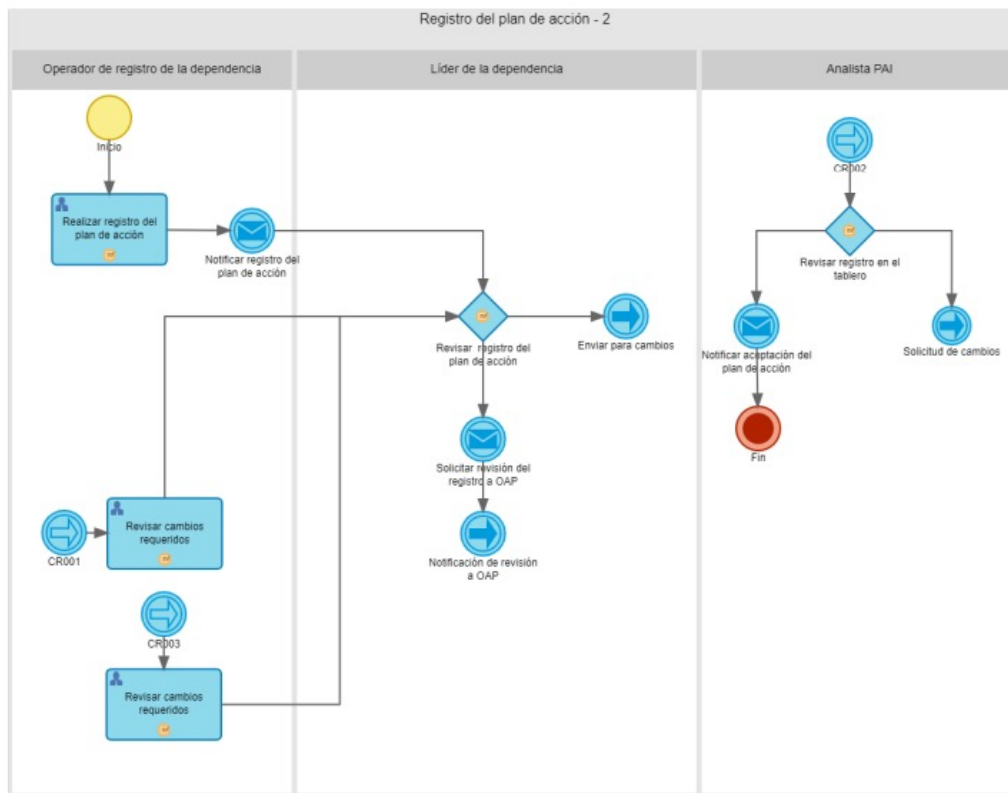 Registro del plan de acción - 2
Operador de registro de la dependencia
Líder de la dependencia
Analista PAI
Inicio
Realizar registro del
plan de acción
Notificar registro del
plan de acción
Revisar registro del
plan de acción
Enviar para cambios
Solicitar revisión del
registro a OAP
Notificación de revisión
a OAP
CR001
Revisar cambios
requeridos
CR003
Revisar cambios
requeridos
CR002
Revisar registro en el
tablero
Notificar aceptación del
plan de acción
Solicitud de cambios
Fin